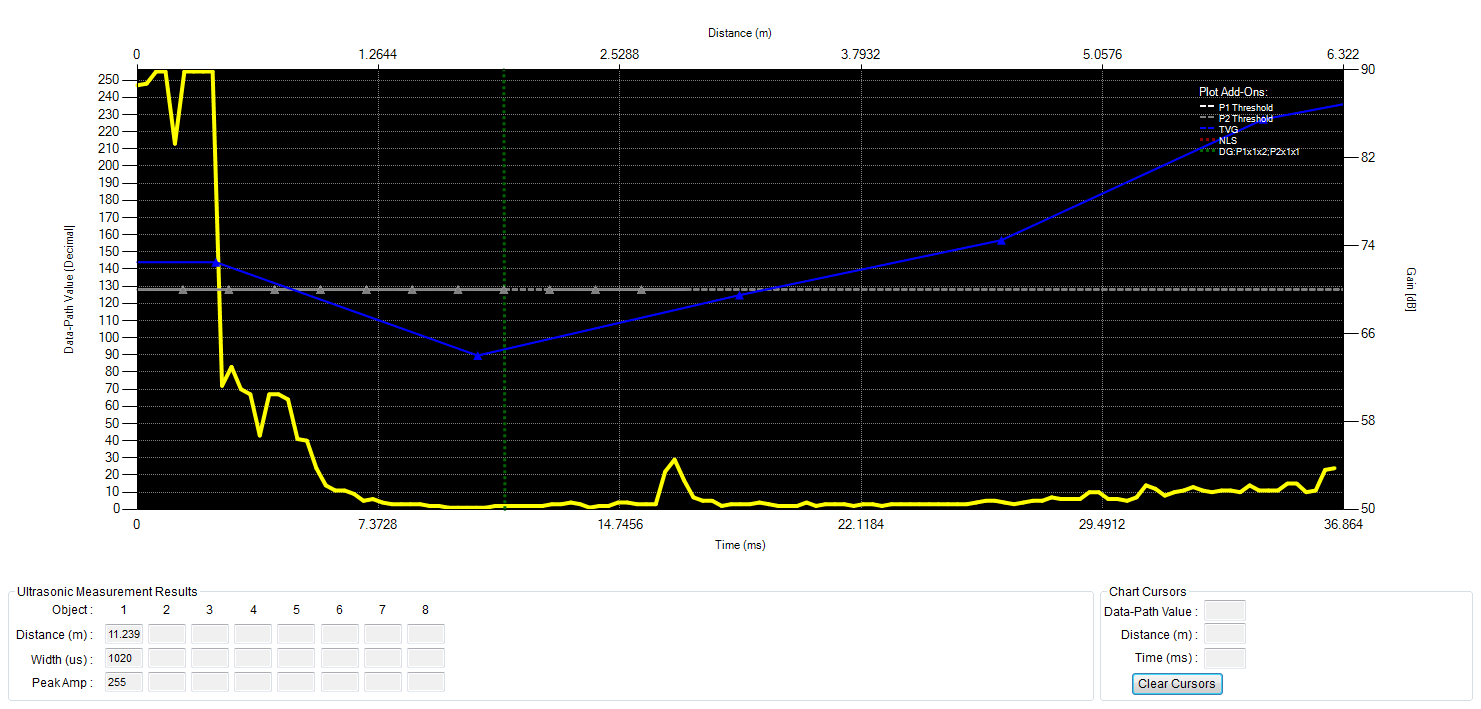 Distance (m)
0 1.2644 2.5288 3.7932 5.0576 6.322
250
240
230
220
210
200
190
180
170
160
150
140
130
120
110
100
90
80
70
60
50
40
30
20
10
0
Data-Path Value [Decimal]
90
82
74
66
58
50
Gain [dB]
Plot Add-Ons:
P1 Threshold
P2 Threshold
TVG
NLS
DG:P1x1x2;P2x1x1
0 7.3728 14.7456 22.1184 29.4912 36.864
Time (ms)
Ultrasonic Measurement Results
Object : 1 2 3 4 5 6 7 8
Distance (m) : 11.239
Width (us) : 1020
Peak Amp : 255
Chart Cursors
Data-Path Value :
Distance (m) :
Time (ms) :
Clear Cursors